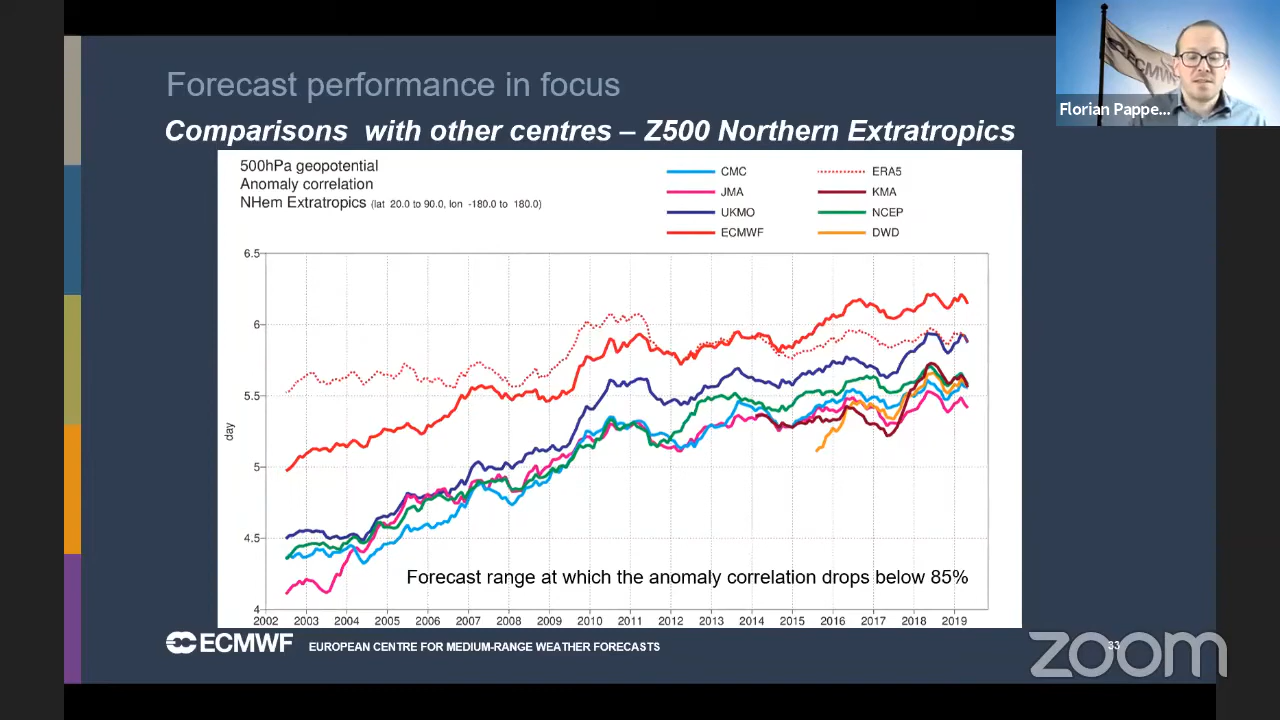 Forecast performance in focus
Comparisons with other centres – Z500 Northern Extratropics
Florian Pappe...
500hPa geopotential
Anomaly correlation
NHem Extratropics (lat 20.0 to 90.0, lon -180.0 to 180.0)
CMC
JMA
UKMO
ECMWF
ERA5
KMA
NCEP
DWD
6.5
6
5.5
5
4.5
4
day
Forecast range at which the anomaly correlation drops below 85%
2002 2003 2004 2005 2006 2007 2008 2009 2010 2011 2012 2013 2014 2015 2016 2017 2018 2019
ECMWF EUROPEAN CENTRE FOR MEDIUM-RANGE WEATHER FORECASTS
33
zoom
ECMWF